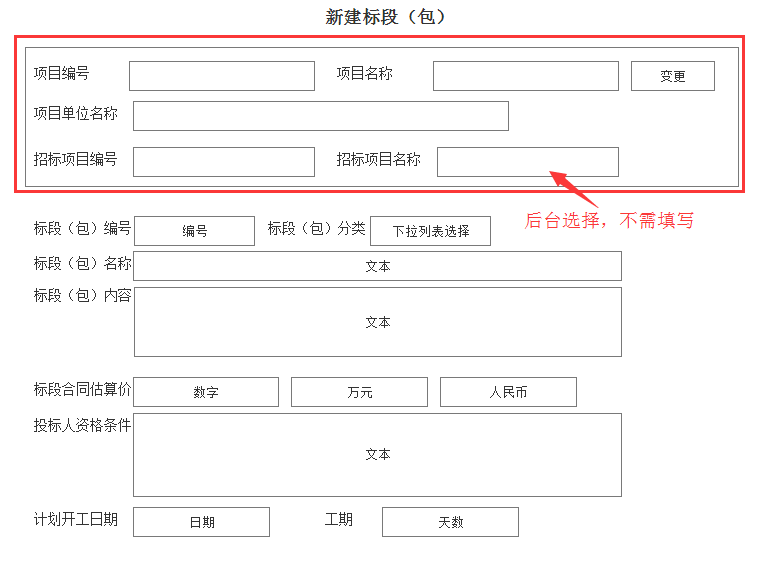 新建标段（包）
项目编号 项目名称 变更
项目单位名称
招标项目编号 招标项目名称
后台选择，不需填写
标段（包）编号 编号 标段（包）分类 下拉列表选择
标段（包）名称 文本
标段（包）内容 文本
标段合同估算价 数字 万元 人民币
投标人资格条件 文本
计划开工日期 日期 工期 天数